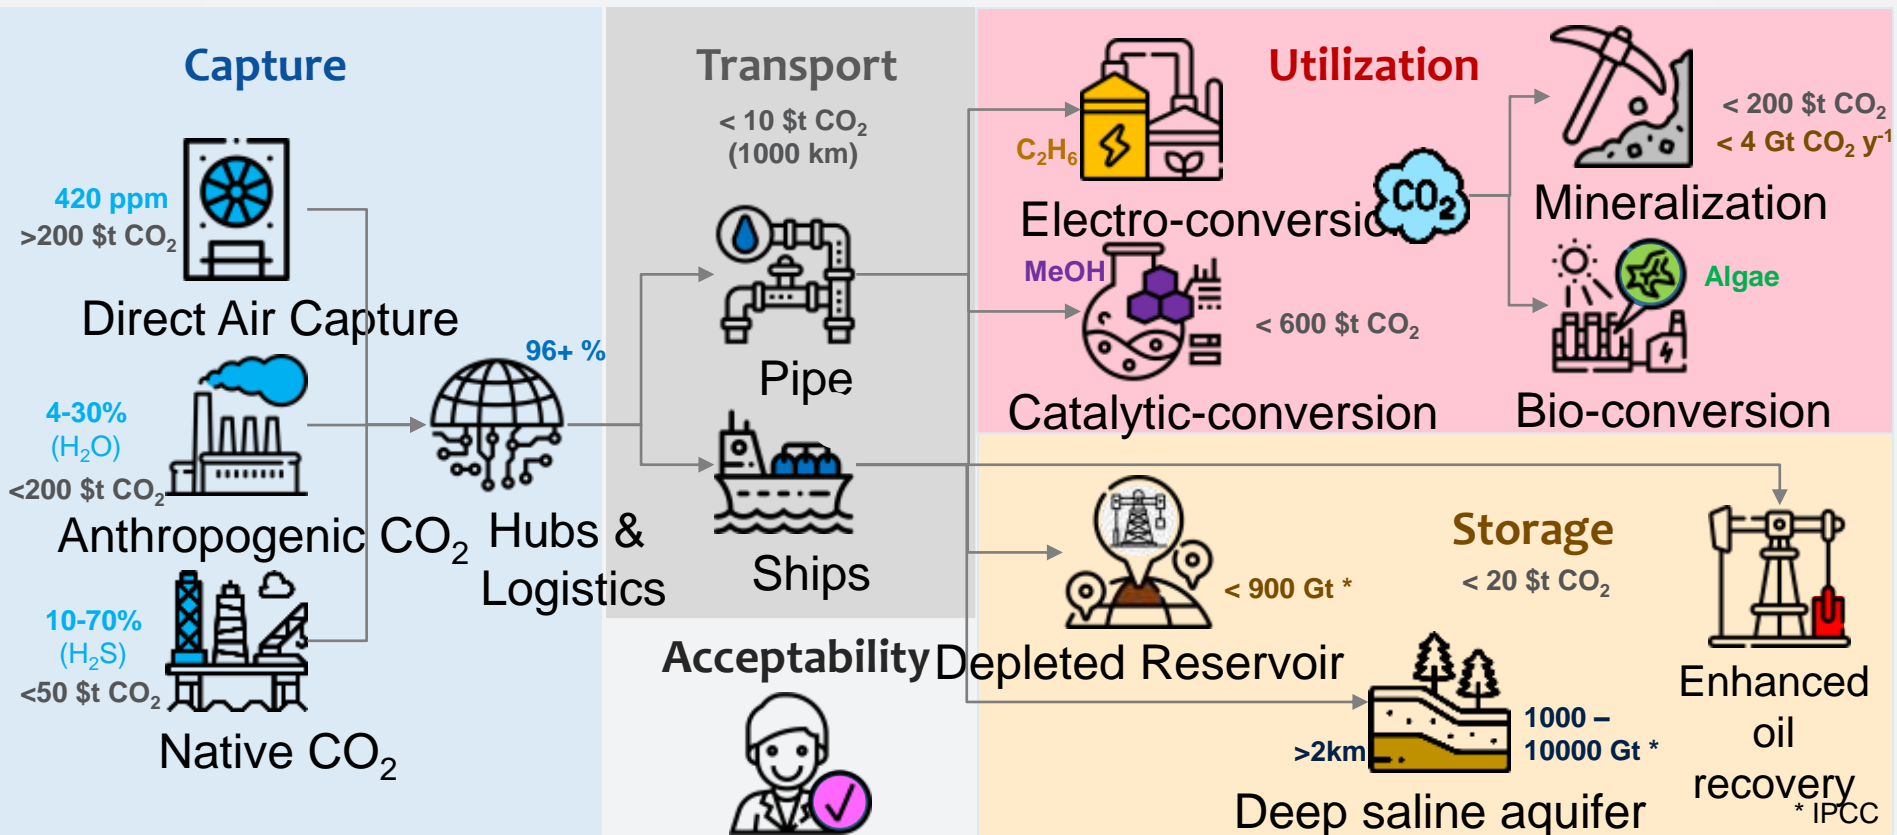 Capture
420 ppm
>200 $t CO₂
Direct Air Capture
4-30%
(H₂O)
<200 $t CO₂
Anthropogenic CO₂
10-70%
(H₂S)
<50 $t CO₂
Native CO₂
96+ %
Hubs &
Logistics
Transport
< 10 $t CO₂
(1000 km)
Pipe
Ships
Acceptability
Utilization
C₂H₆
Electro-conversion
MeOH
< 600 $t CO₂
Catalytic-conversion
CO₂
< 200 $t CO₂
< 4 Gt CO₂ y⁻¹
Mineralization
Algae
Bio-conversion
Storage
< 20 $t CO₂
< 900 Gt *
Depleted Reservoir
>2km
1000 –
10000 Gt *
Deep saline aquifer
Enhanced
oil
recovery
* IPCC